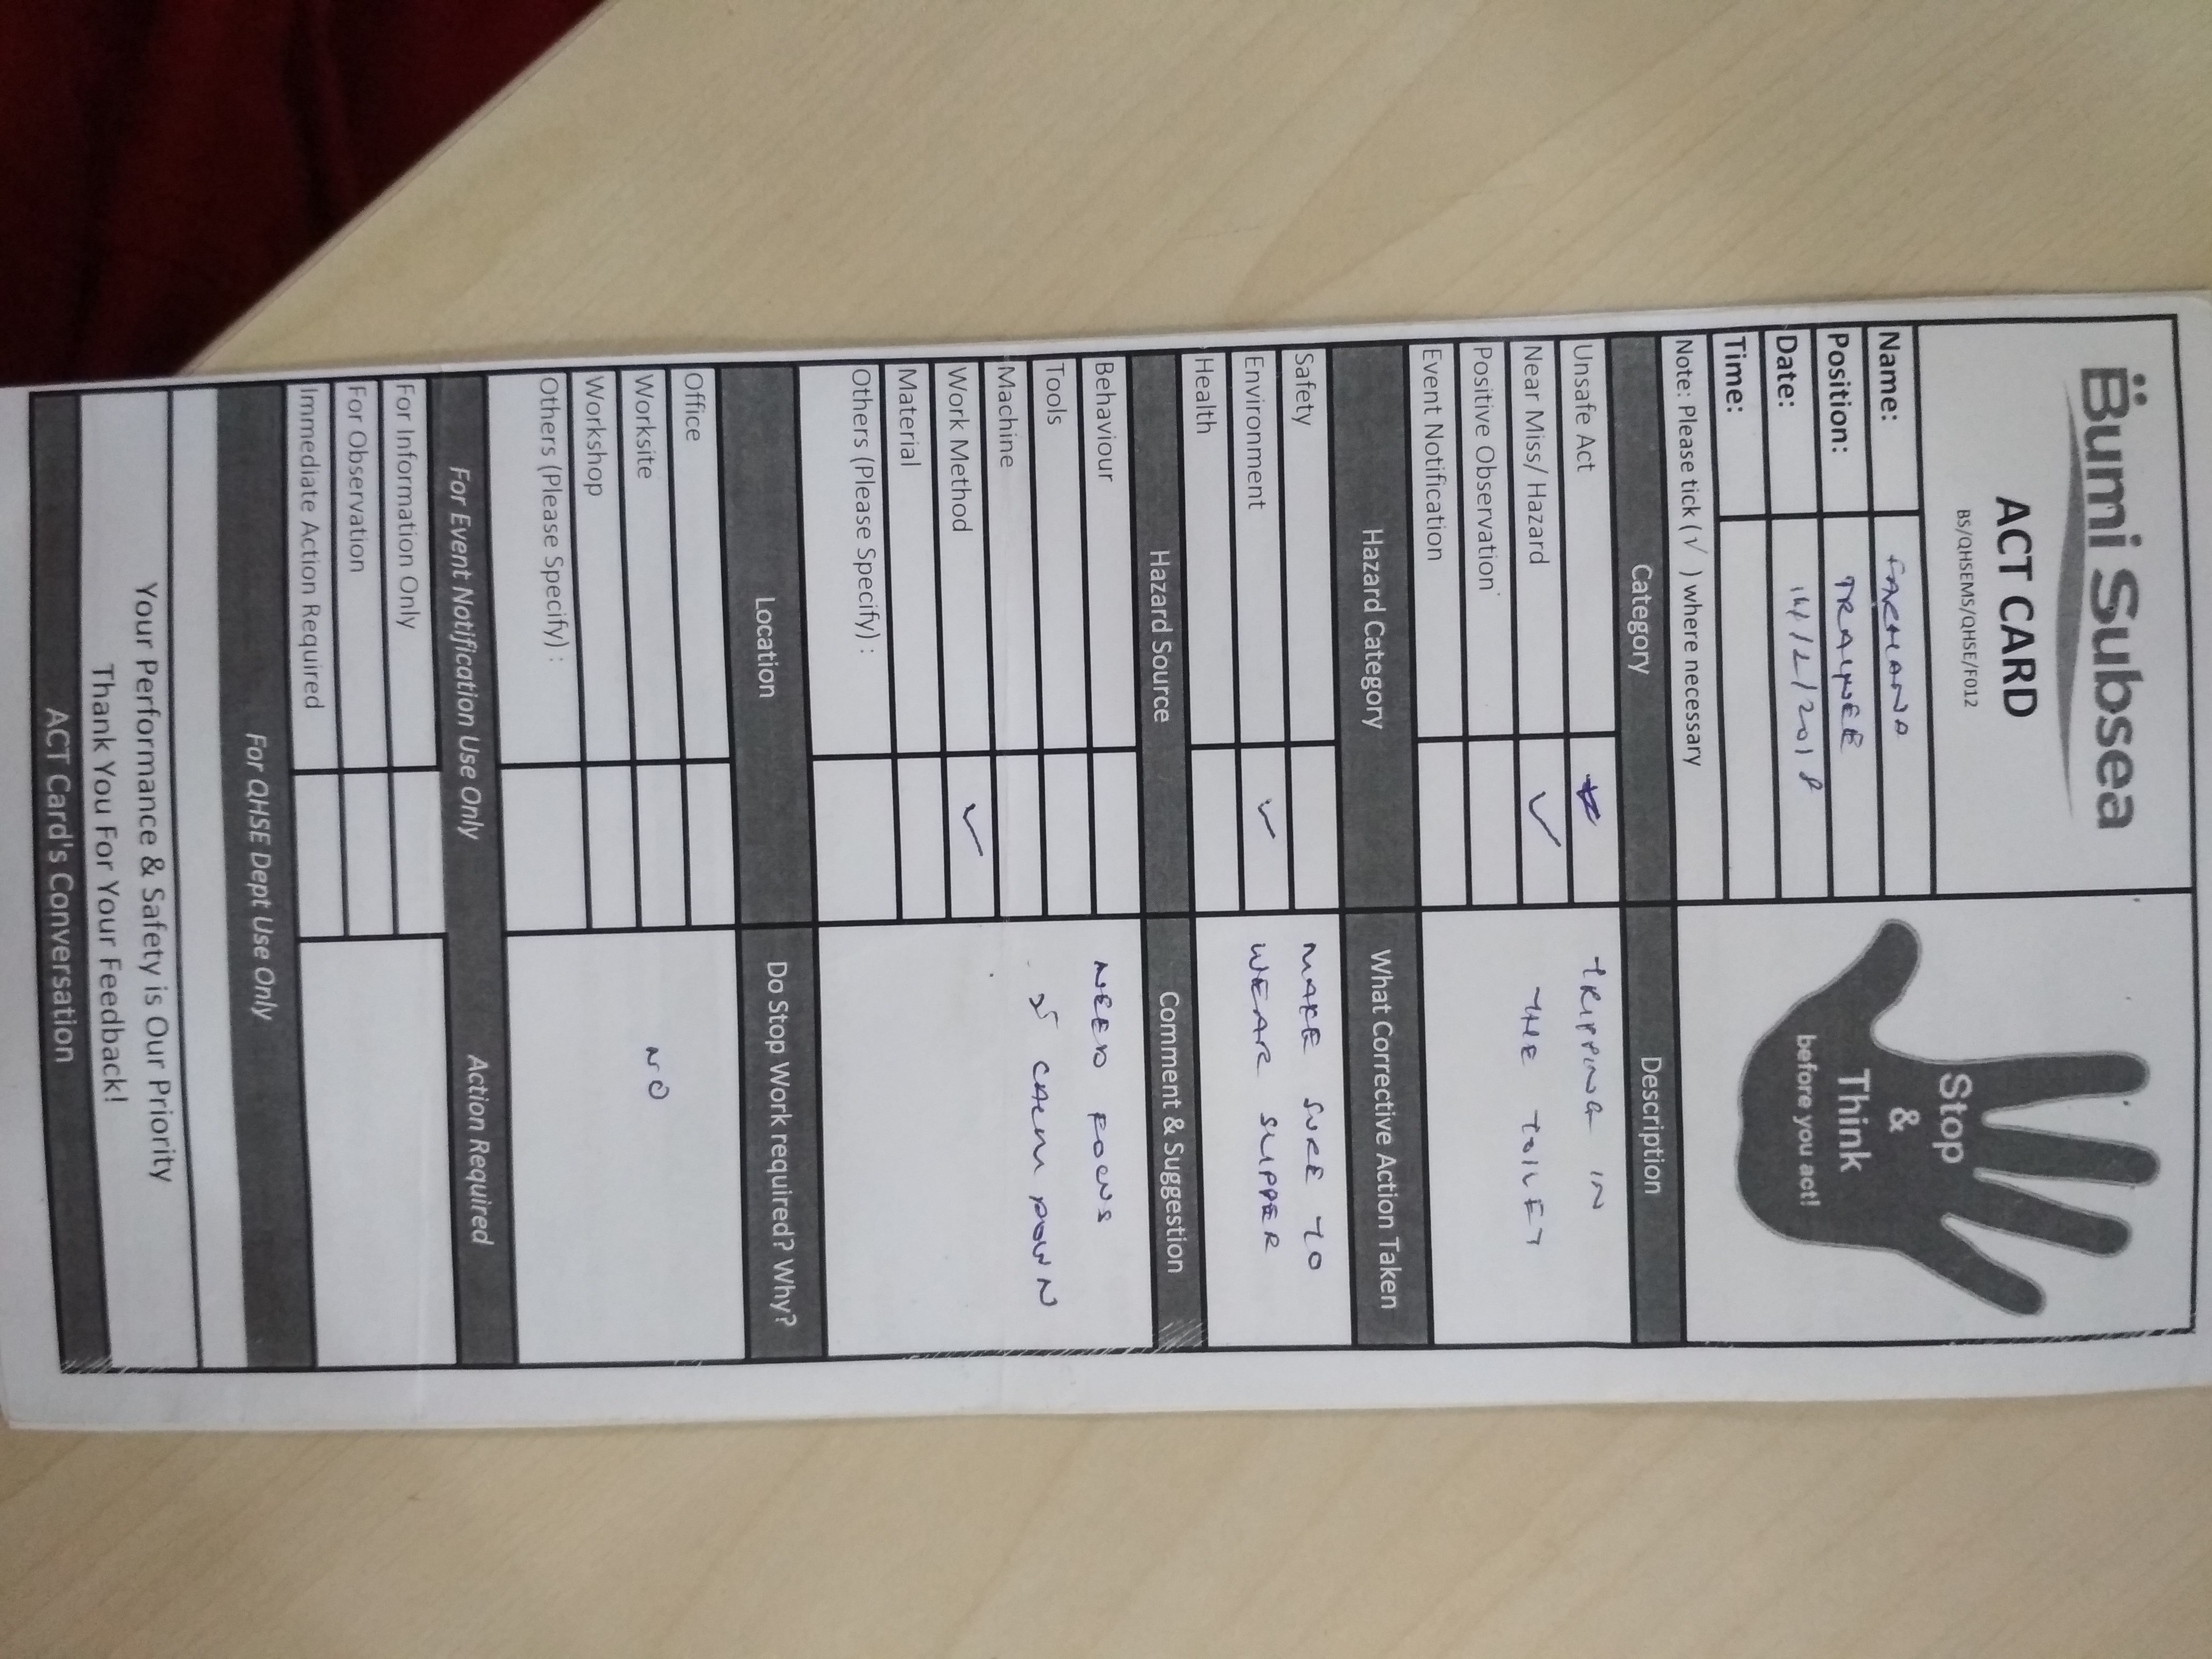 Bumi Subsea
ACT CARD
BS/QHSEMS/QHSE/F012
Stop
&
Think
before you act!
Name: FARHANA
Position: TRAINEE
Date: 14/2/2018
Time:
Note: Please tick (√ ) where necessary
Category Description
Unsafe Act TRIPPING IN
Near Miss/ Hazard ✓ THE TOILET
Positive Observation
Event Notification
Hazard Category What Corrective Action Taken
Safety MAKE SURE TO
Environment ✓ WEAR SLIPPER
Health
Hazard Source Comment & Suggestion
Behaviour NEED FOCUS
Tools & CALM DOWN
Machine
Work Method ✓
Material
Others (Please Specify) :
Location Do Stop Work required? Why?
Office
Worksite NO
Workshop
Others (Please Specify) :
For Event Notification Use Only Action Required
For Information Only
For Observation
Immediate Action Required
For QHSE Dept Use Only
Your Performance & Safety is Our Priority
Thank You For Your Feedback!
ACT Card's Conversation